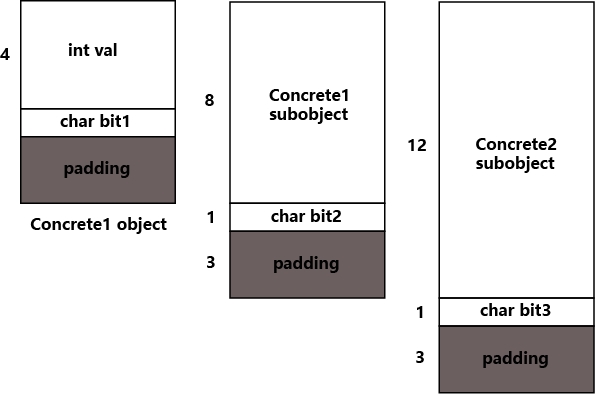 4
int val
char bit1
padding
Concrete1 object
8
Concrete1
subobject
1
char bit2
3
padding
12
Concrete2
subobject
1
char bit3
3
padding